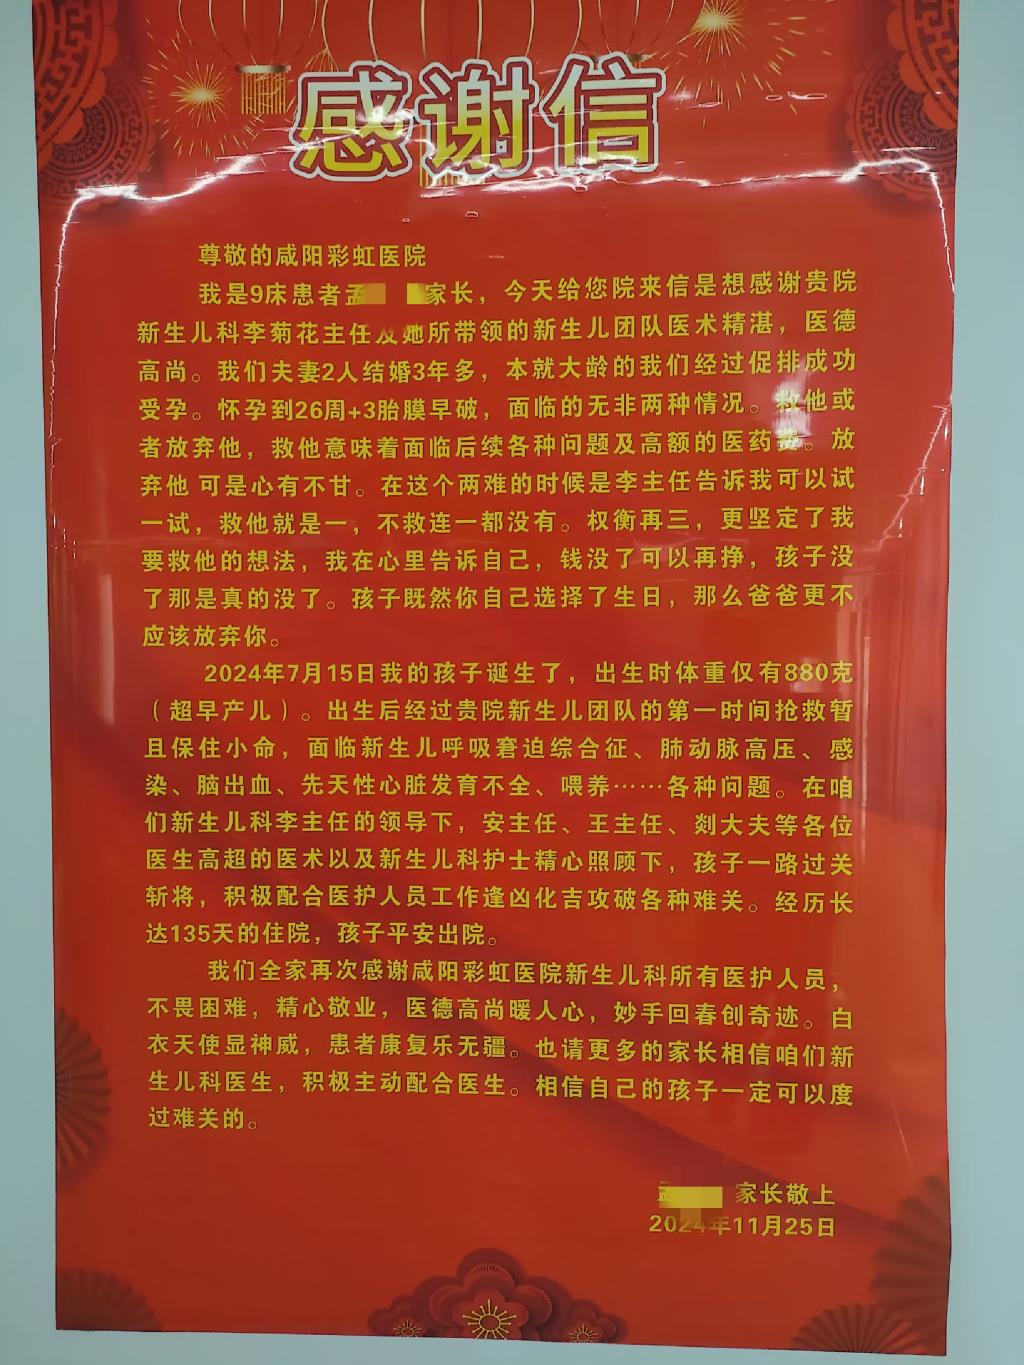 感谢信
尊敬的咸阳彩虹医院
我是9床患者孟 家长，今天给您院来信是想感谢贵院
新生儿科李菊花主任及她所带领的新生儿团队医术精湛，医德
高尚。我们夫妻2人结婚3年多，本就大龄的我们经过促排成功
受孕。怀孕到26周+3胎膜早破，面临的无非两种情况。救他或
者放弃他，救他意味着面临后续各种问题及高额的医药费。放
弃他 可是心有不甘。在这个两难的时候是李主任告诉我可以试
一试，救他就是一，不救连一都没有。权衡再三，更坚定了我
要救他的想法，我在心里告诉自己，钱没了可以再挣，孩子没
了那是真的没了。孩子既然你自己选择了生日，那么爸爸更不
应该放弃你。
2024年7月15日我的孩子诞生了，出生时体重仅有880克
（超早产儿）。出生后经过贵院新生儿团队的第一时间抢救暂
且保住小命，面临新生儿呼吸窘迫综合征、肺动脉高压、感
染、脑出血、先天性心脏发育不全、喂养……各种问题。在咱
们新生儿科李主任的领导下，安主任、王主任、剡大夫等各位
医生高超的医术以及新生儿科护士精心照顾下，孩子一路过关
斩将，积极配合医护人员工作逢凶化吉攻破各种难关。经历长
达135天的住院，孩子平安出院。
我们全家再次感谢咸阳彩虹医院新生儿科所有医护人员，
不畏困难，精心敬业，医德高尚暖人心，妙手回春创奇迹。白
衣天使显神威，患者康复乐无疆。也请更多的家长相信咱们新
生儿科医生，积极主动配合医生。相信自己的孩子一定可以度
过难关的。
孟 家长敬上
2024年11月25日